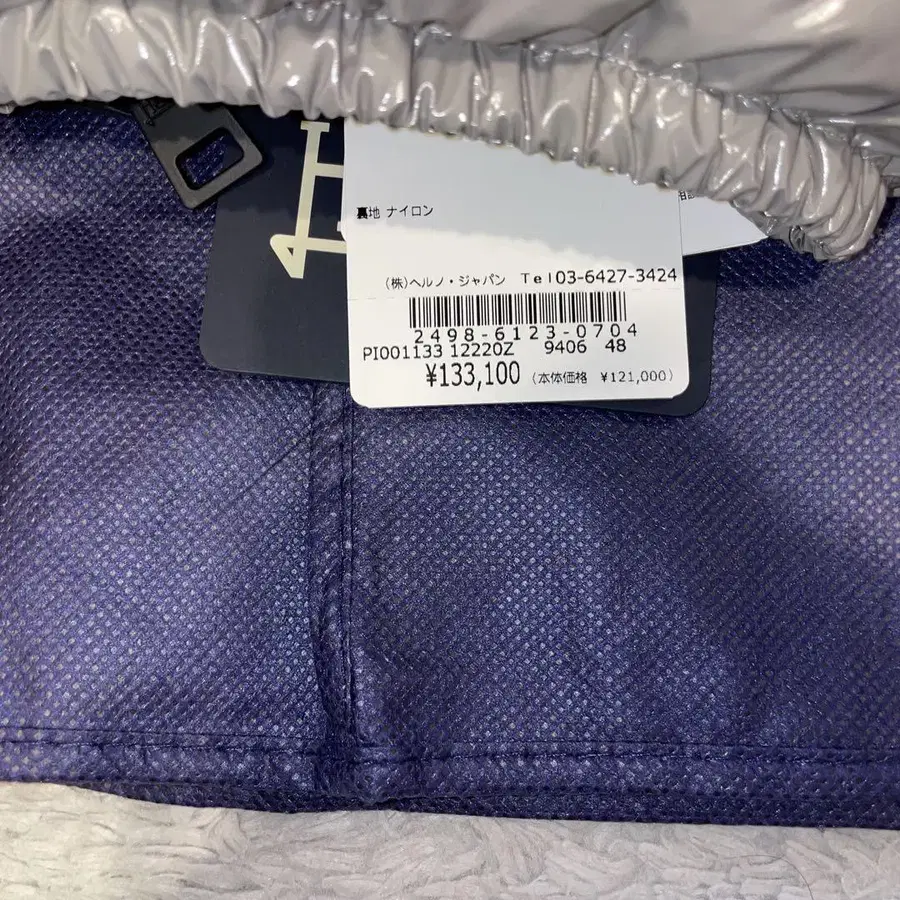 裏地 ナイロン
(株)ヘルノ・ジャパン Tel03-6427-3424
2498-6123-0704
PI001133 12220Z 9406 48
¥133,100 (本体価格 ¥121,000)